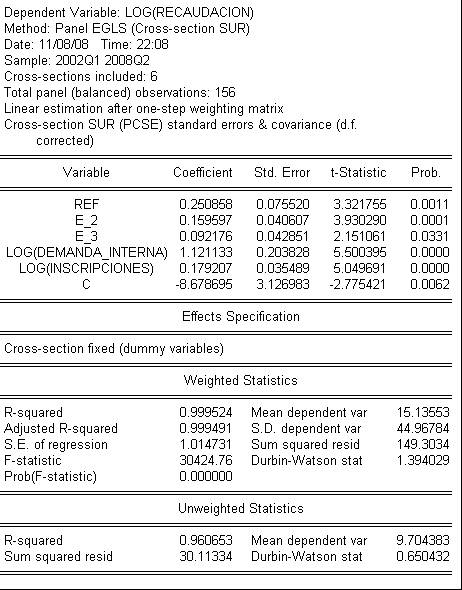 Dependent Variable: LOG(RECAUDACION)
Method: Panel EGLS (Cross-section SUR)
Date: 11/08/08 Time: 22:08
Sample: 2002Q1 2008Q2
Cross-sections included: 6
Total panel (balanced) observations: 156
Linear estimation after one-step weighting matrix
Cross-section SUR (PCSE) standard errors & covariance (d.f.
corrected)
Variable Coefficient Std. Error t-Statistic Prob.
REF 0.250858 0.075520 3.321755 0.0011
E_2 0.159597 0.040607 3.930290 0.0001
E_3 0.092176 0.042851 2.151061 0.0331
LOG(DEMANDA_INTERNA) 1.121133 0.203828 5.500395 0.0000
LOG(INSCRIPCIONES) 0.179207 0.035489 5.049691 0.0000
C -8.678695 3.126983 -2.775421 0.0062
Effects Specification
Cross-section fixed (dummy variables)
Weighted Statistics
R-squared 0.999524 Mean dependent var 15.13553
Adjusted R-squared 0.999491 S.D. dependent var 44.96784
S.E. of regression 1.014731 Sum squared resid 149.3034
F-statistic 30424.76 Durbin-Watson stat 1.394029
Prob(F-statistic) 0.000000
Unweighted Statistics
R-squared 0.960653 Mean dependent var 9.704383
Sum squared resid 30.11334 Durbin-Watson stat 0.650432